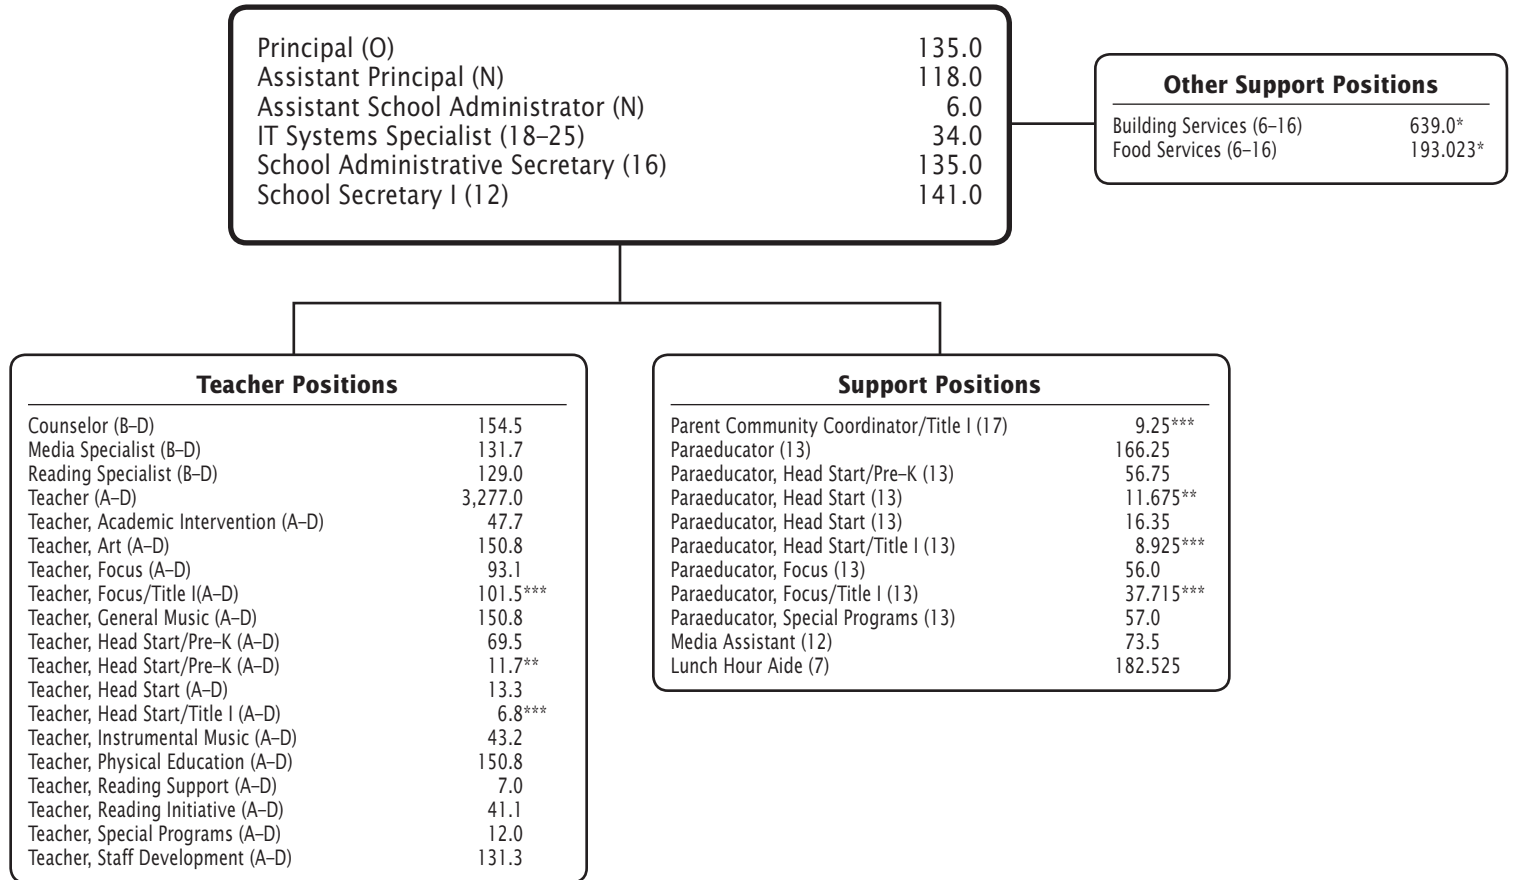 Principal (O) 135.0
Assistant Principal (N) 118.0
Assistant School Administrator (N) 6.0
IT Systems Specialist (18–25) 34.0
School Administrative Secretary (16) 135.0
School Secretary I (12) 141.0
Other Support Positions
Building Services (6–16) 639.0*
Food Services (6–16) 193.023*
Teacher Positions
Counselor (B–D) 154.5
Media Specialist (B–D) 131.7
Reading Specialist (B–D) 129.0
Teacher (A–D) 3,277.0
Teacher, Academic Intervention (A–D) 47.7
Teacher, Art (A–D) 150.8
Teacher, Focus (A–D) 93.1
Teacher, Focus/Title I(A–D) 101.5***
Teacher, General Music (A–D) 150.8
Teacher, Head Start/Pre–K (A–D) 69.5
Teacher, Head Start/Pre–K (A–D) 11.7**
Teacher, Head Start (A–D) 13.3
Teacher, Head Start/Title I (A–D) 6.8***
Teacher, Instrumental Music (A–D) 43.2
Teacher, Physical Education (A–D) 150.8
Teacher, Reading Support (A–D) 7.0
Teacher, Reading Initiative (A–D) 41.1
Teacher, Special Programs (A–D) 12.0
Teacher, Staff Development (A–D) 131.3
Support Positions
Parent Community Coordinator/Title I (17) 9.25***
Paraeducator (13) 166.25
Paraeducator, Head Start/Pre–K (13) 56.75
Paraeducator, Head Start (13) 11.675**
Paraeducator, Head Start (13) 16.35
Paraeducator, Head Start/Title I (13) 8.925***
Paraeducator, Focus (13) 56.0
Paraeducator, Focus/Title I (13) 37.715***
Paraeducator, Special Programs (13) 57.0
Media Assistant (12) 73.5
Lunch Hour Aide (7) 182.525